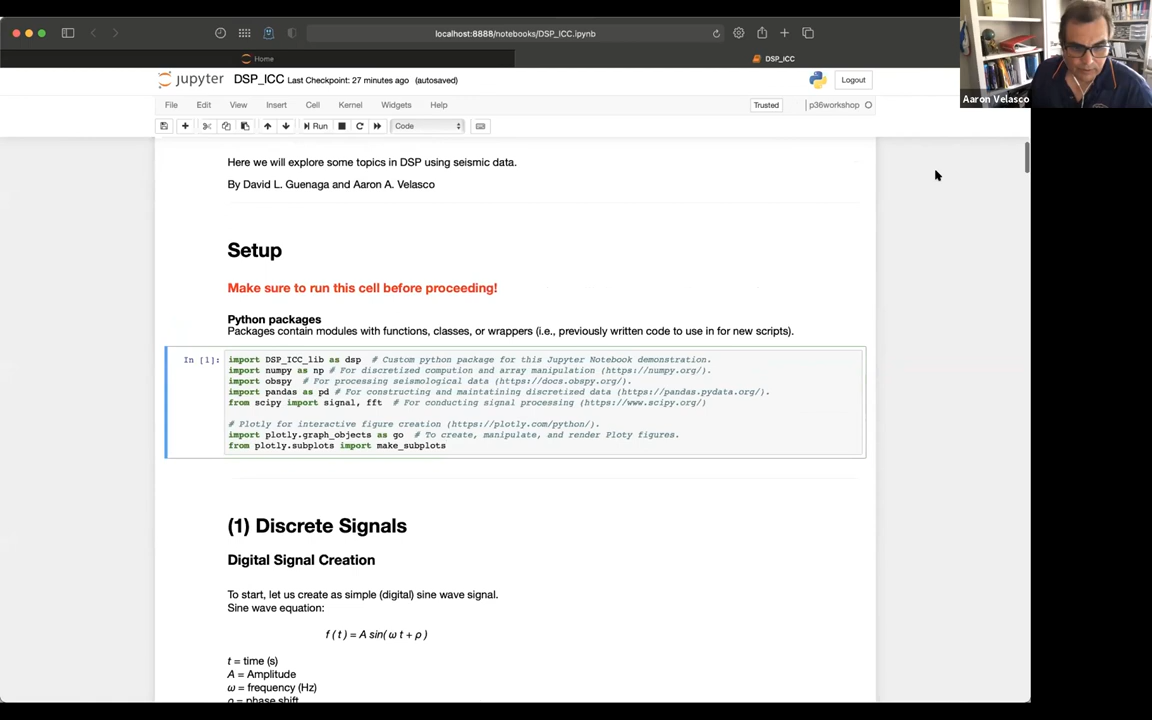 localhost:8888/notebooks/DSP_ICC.ipynb
Home
DSP_ICC
jupyter DSP_ICC Last Checkpoint: 27 minutes ago (autosaved)
Logout
Aaron Velasco
File Edit View Insert Cell Kernel Widgets Help
Trusted
p36workshop
Run
Code
Here we will explore some topics in DSP using seismic data.
By David L. Guenaga and Aaron A. Velasco
Setup
Make sure to run this cell before proceeding!
Python packages
Packages contain modules with functions, classes, or wrappers (i.e., previously written code to use in for new scripts).
In [1]:
import DSP_ICC_lib as dsp # Custom python package for this Jupyter Notebook demonstration.
import numpy as np # For discretized compution and array manipulation (https://numpy.org/).
import obspy # For processing seismological data (https://docs.obspy.org/).
import pandas as pd # For constructing and maintaining discretized data (https://pandas.pydata.org/).
from scipy import signal, fft # For conducting signal processing (https://www.scipy.org/)
# Plotly for interactive figure creation (https://plotly.com/python/).
import plotly.graph_objects as go # To create, manipulate, and render Ploty figures.
from plotly.subplots import make_subplots
(1) Discrete Signals
Digital Signal Creation
To start, let us create as simple (digital) sine wave signal.
Sine wave equation:
f ( t ) = A sin( ω t + ρ )
t = time (s)
A = Amplitude
ω = frequency (Hz)
ρ = phase shift